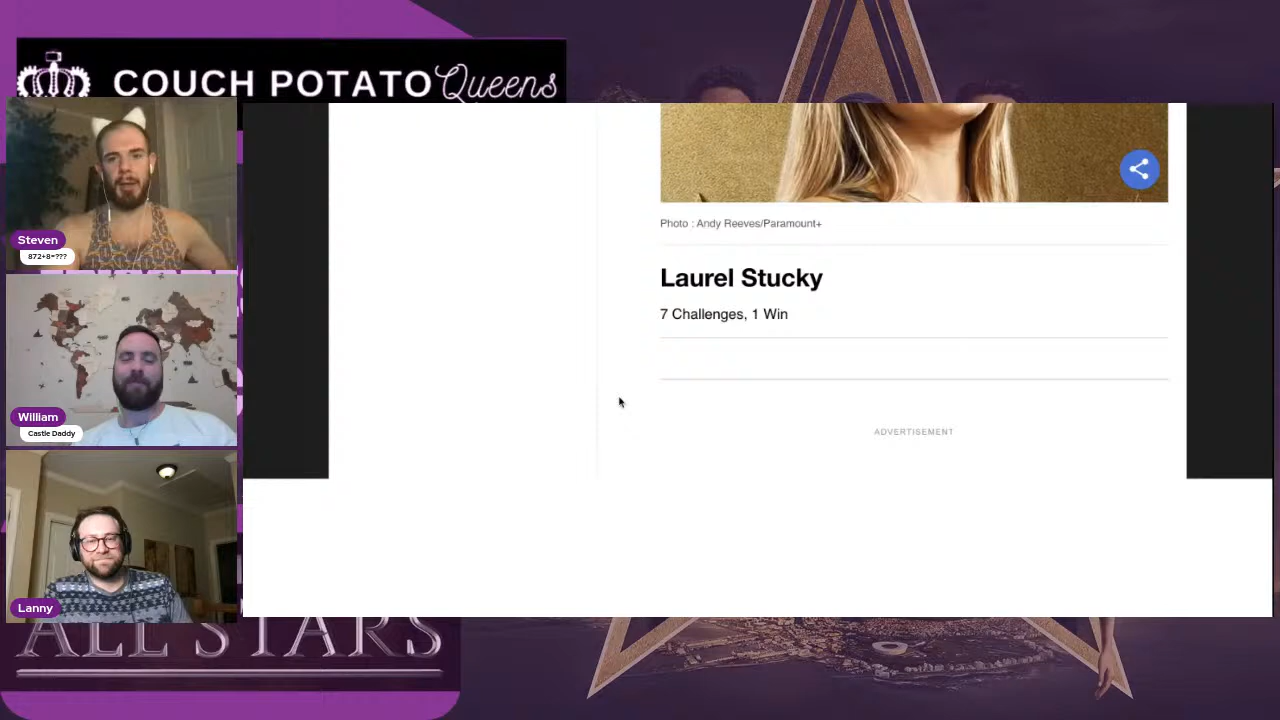 COUCH POTATO Queens
Steven
872+8=???
William
Castle Daddy
Lanny
Photo : Andy Reeves/Paramount+
Laurel Stucky
7 Challenges, 1 Win
ADVERTISEMENT
ALL STARS